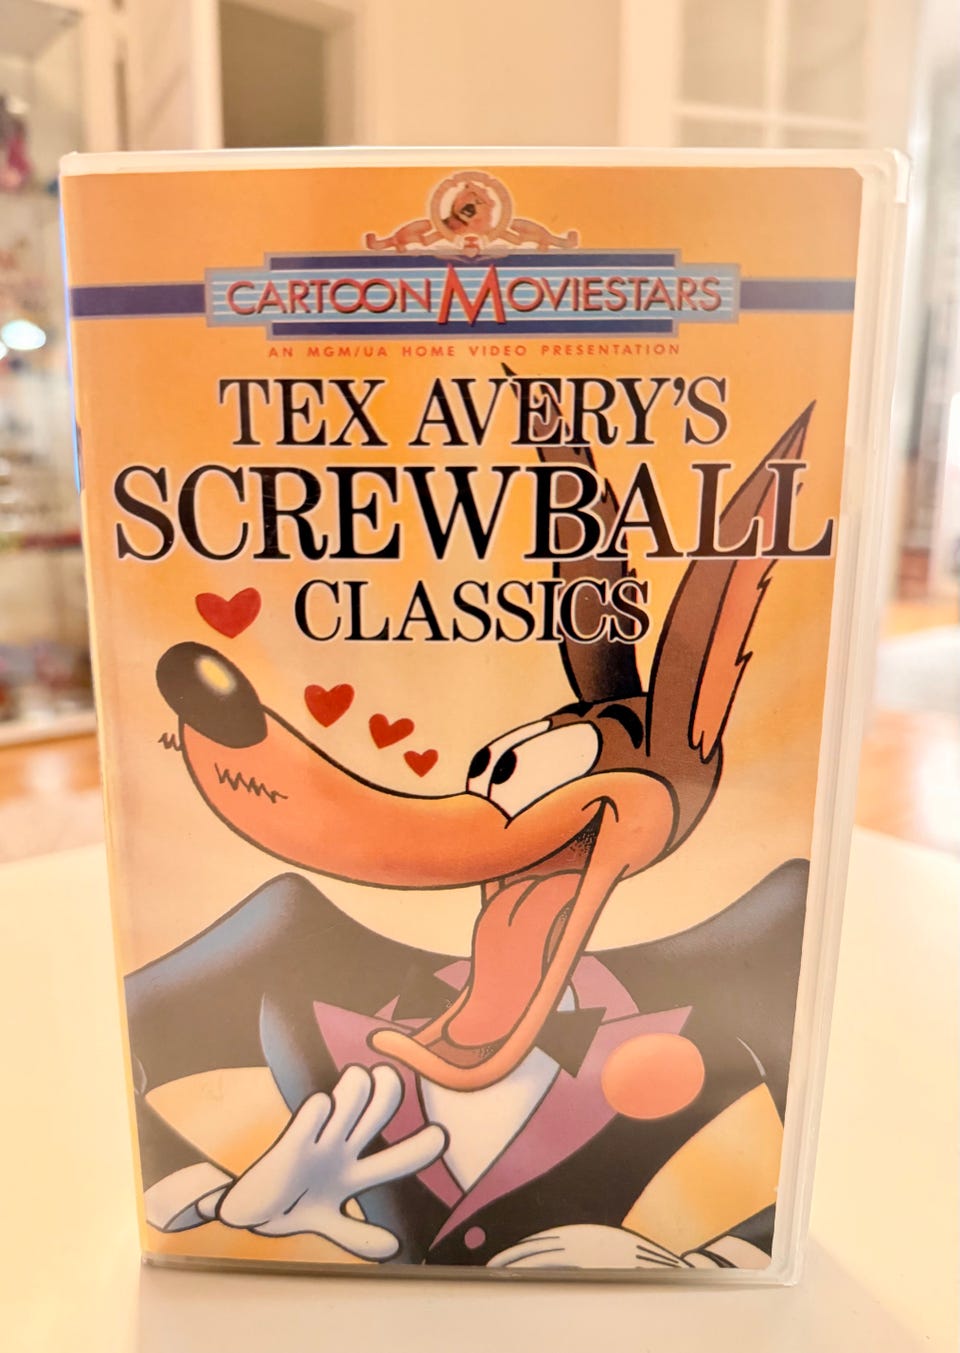 CARTOON MOVIESTARS
AN MGM/UA HOME VIDEO PRESENTATION
TEX AVERY'S
SCREWBALL
CLASSICS